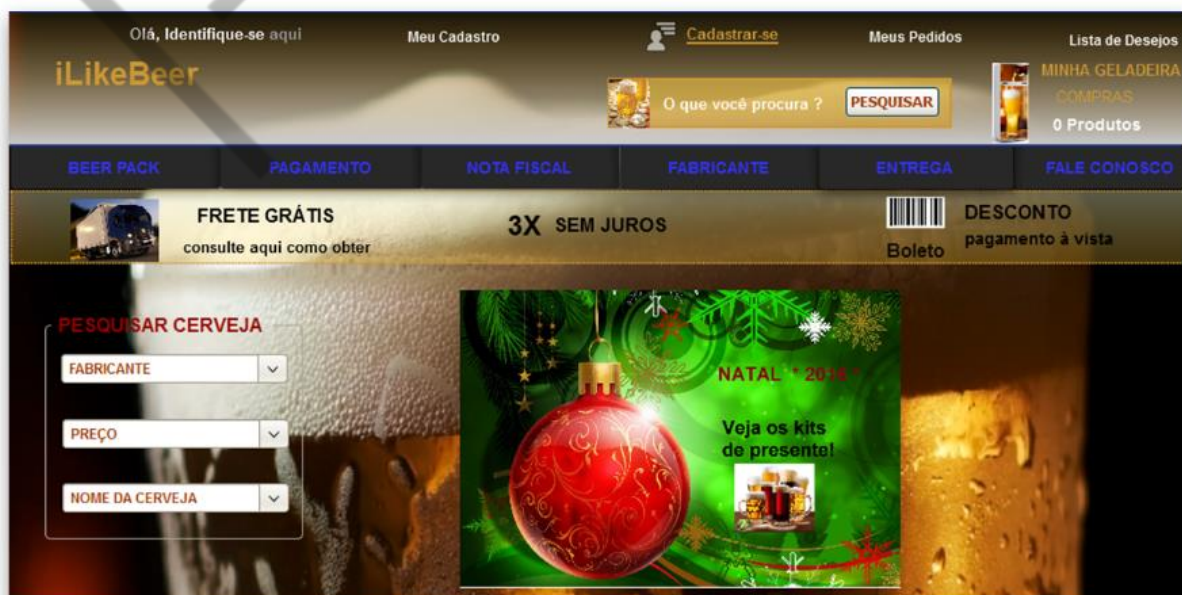 Olá, Identifique-se aqui
Meu Cadastro
Cadastrar-se
Meus Pedidos
Lista de Desejos
iLikeBeer
O que você procura ?
PESQUISAR
MINHA GELADEIRA
COMPRAS
0 Produtos
BEER PACK
PAGAMENTO
NOTA FISCAL
FABRICANTE
ENTREGA
FALE CONOSCO
FRETE GRÁTIS
consulte aqui como obter
3X SEM JUROS
Boleto
DESCONTO
pagamento à vista
PESQUISAR CERVEJA
FABRICANTE
PREÇO
NOME DA CERVEJA
NATAL *
Veja os kits
de presente!